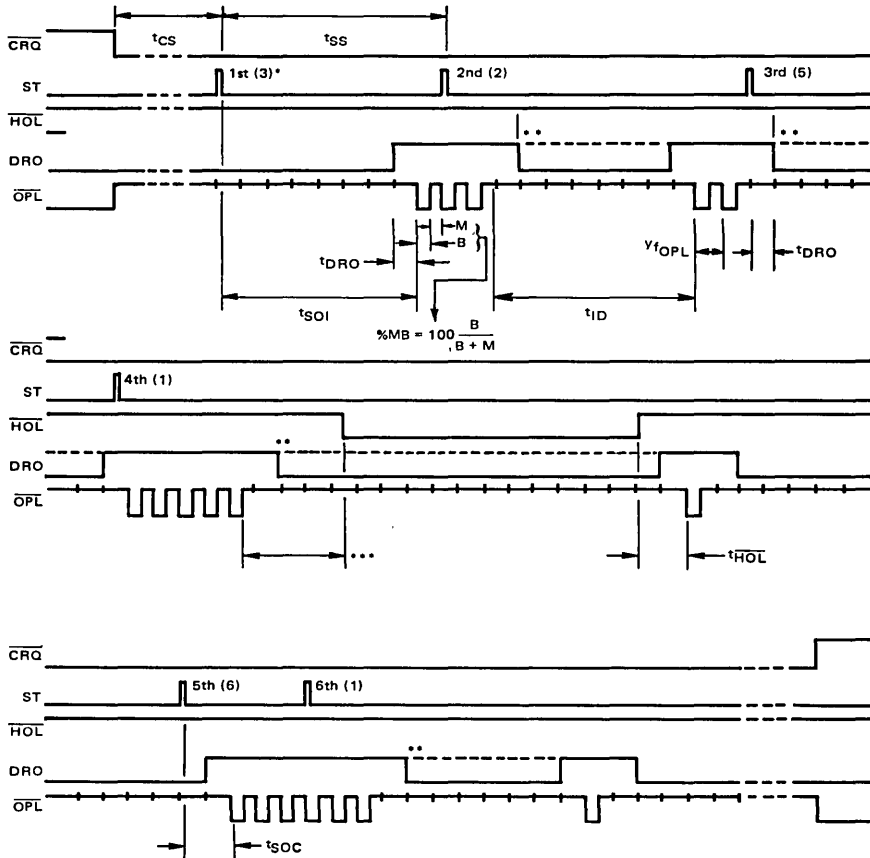 tCS tSS
CRQ
ST 1st (3)* 2nd (2) 3rd (5)
HOL
** **
DRO
OPL
M
B }
tDRO yfOPL tDRO
tSOI tID
%MB = 100 B / B + M
CRQ
ST 4th (1)
HOL
**
DRO
OPL
*** tHOL
CRQ
ST 5th (6) 6th (1)
HOL
**
DRO
OPL
tSOC